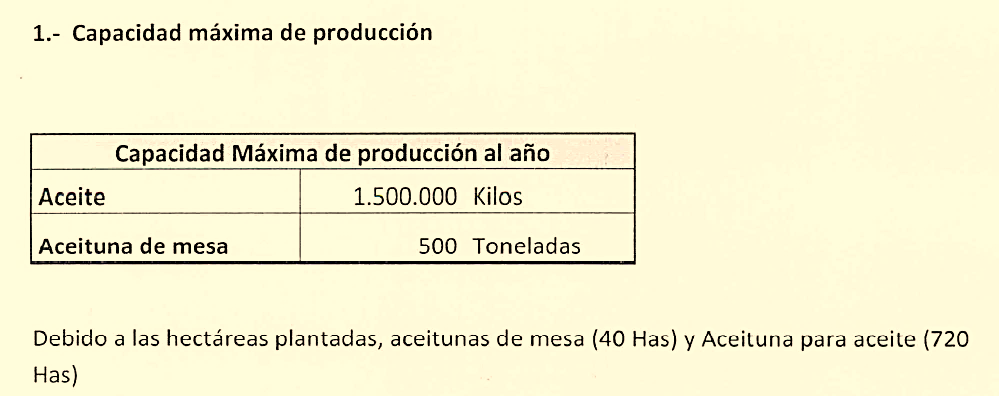 1.- Capacidad máxima de producción
Capacidad Máxima de producción al año
Aceite 1.500.000 Kilos
Aceituna de mesa 500 Toneladas
Debido a las hectáreas plantadas, aceitunas de mesa (40 Has) y Aceituna para aceite (720
Has)